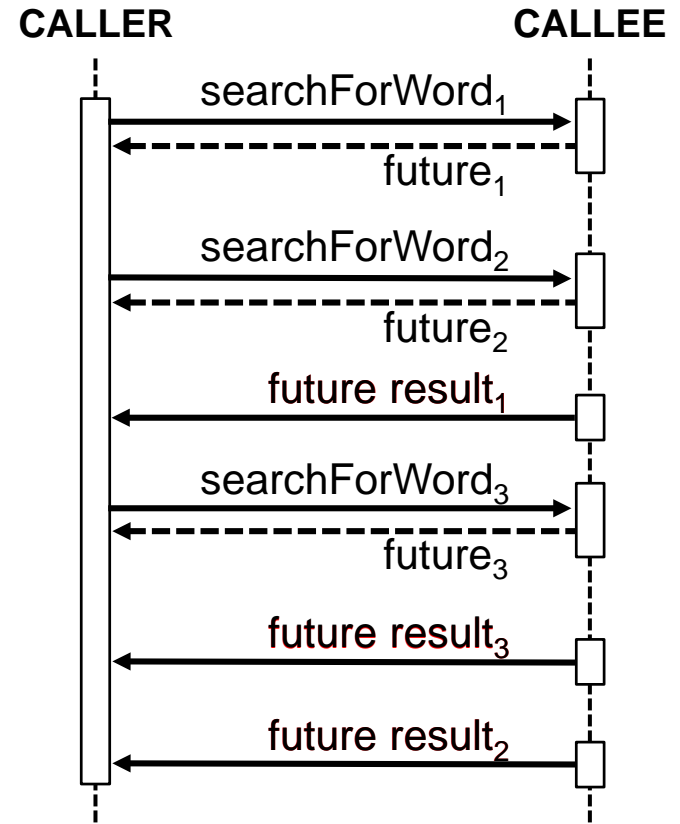 CALLER CALLEE
searchForWord₁
future₁
searchForWord₂
future₂
future result₁
searchForWord₃
future₃
future result₃
future result₂